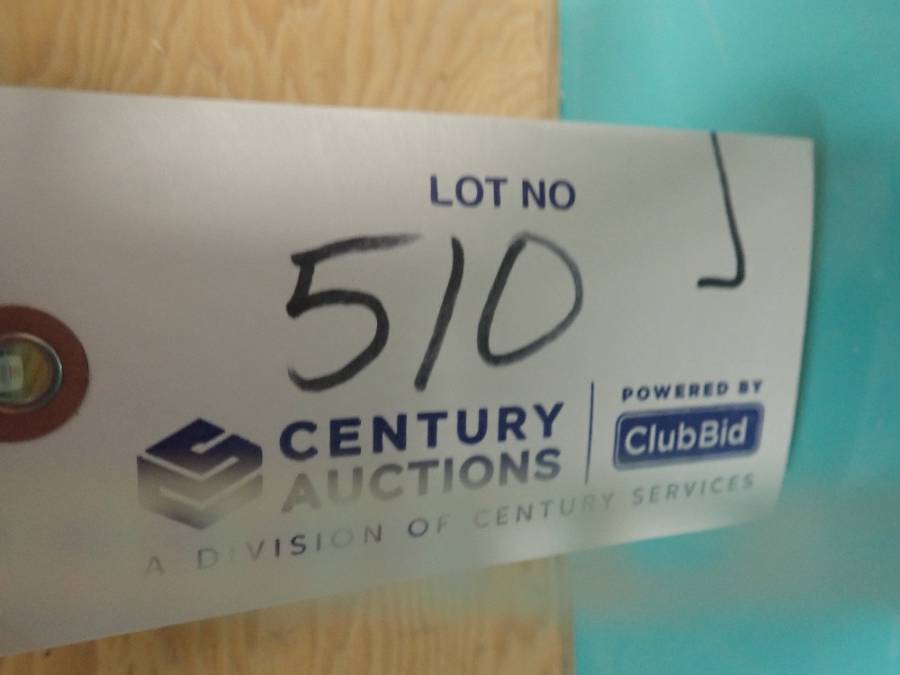 LOT NO
510
CENTURY
AUCTIONS
POWERED BY
ClubBid
A DIVISION OF CENTURY SERVICES